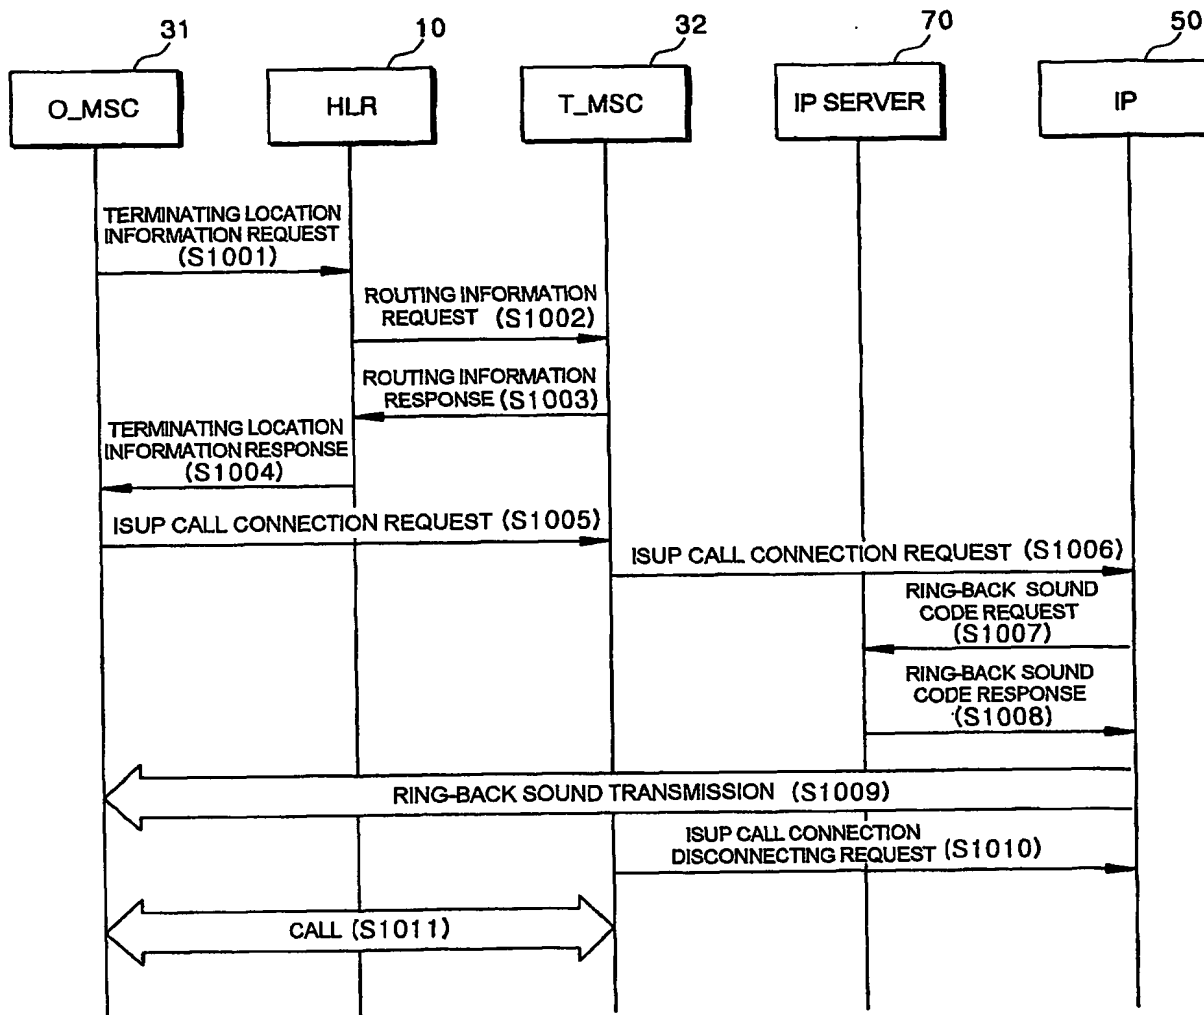 31
10
32
70
50
O_MSC
HLR
T_MSC
IP SERVER
IP
TERMINATING LOCATION
INFORMATION REQUEST
(S1001)
ROUTING INFORMATION
REQUEST (S1002)
ROUTING INFORMATION
RESPONSE (S1003)
TERMINATING LOCATION
INFORMATION RESPONSE
(S1004)
ISUP CALL CONNECTION REQUEST (S1005)
ISUP CALL CONNECTION REQUEST (S1006)
RING-BACK SOUND
CODE REQUEST
(S1007)
RING-BACK SOUND
CODE RESPONSE
(S1008)
RING-BACK SOUND TRANSMISSION (S1009)
ISUP CALL CONNECTION
DISCONNECTING REQUEST (S1010)
CALL (S1011)